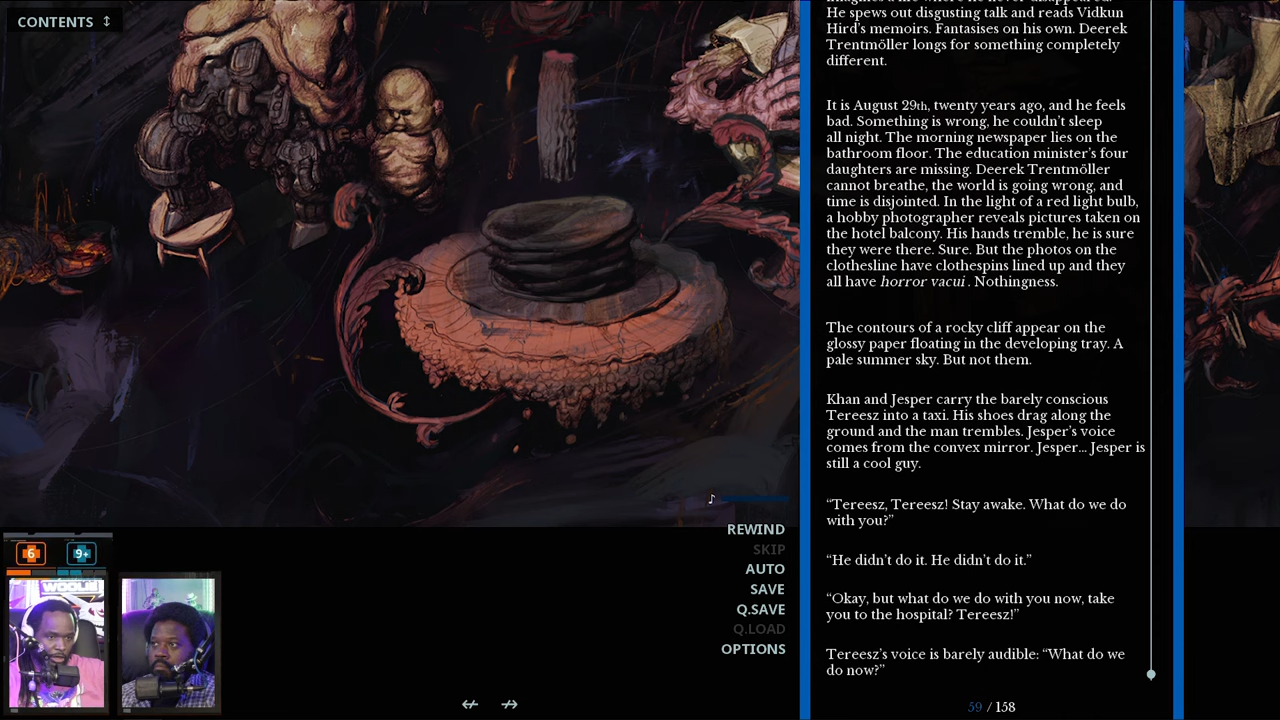 CONTENTS
He spews out disgusting talk and reads Vidkun
Hird's memoirs. Fantasises on his own. Deerek
Trentmöller longs for something completely
different.
It is August 29th, twenty years ago, and he feels
bad. Something is wrong, he couldn't sleep
all night. The morning newspaper lies on the
bathroom floor. The education minister's four
daughters are missing. Deerek Trentmöller
cannot breathe, the world is going wrong, and
time is disjointed. In the light of a red light bulb,
a hobby photographer reveals pictures taken on
the hotel balcony. His hands tremble, he is sure
they were there. Sure. But the photos on the
clothesline have clothespins lined up and they
all have horror vacui . Nothingness.
The contours of a rocky cliff appear on the
glossy paper floating in the developing tray. A
pale summer sky. But not them.
Khan and Jesper carry the barely conscious
Tereesz into a taxi. His shoes drag along the
ground and the man trembles. Jesper's voice
comes from the convex mirror. Jesper... Jesper is
still a cool guy.
“Tereesz, Tereesz! Stay awake. What do we do
with you?”
“He didn't do it. He didn't do it.”
“Okay, but what do we do with you now, take
you to the hospital? Tereesz!”
Tereesz's voice is barely audible: “What do we
do now?”
59 / 158
REWIND
SKIP
AUTO
SAVE
Q.SAVE
Q.LOAD
OPTIONS
6
9+